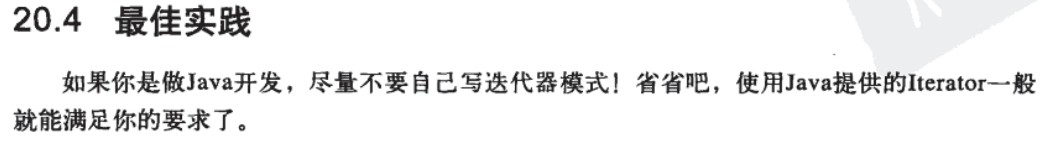 20.4 最佳实践
如果你是做Java开发，尽量不要自己写迭代器模式！省省吧，使用Java提供的Iterator一般
就能满足你的要求了。